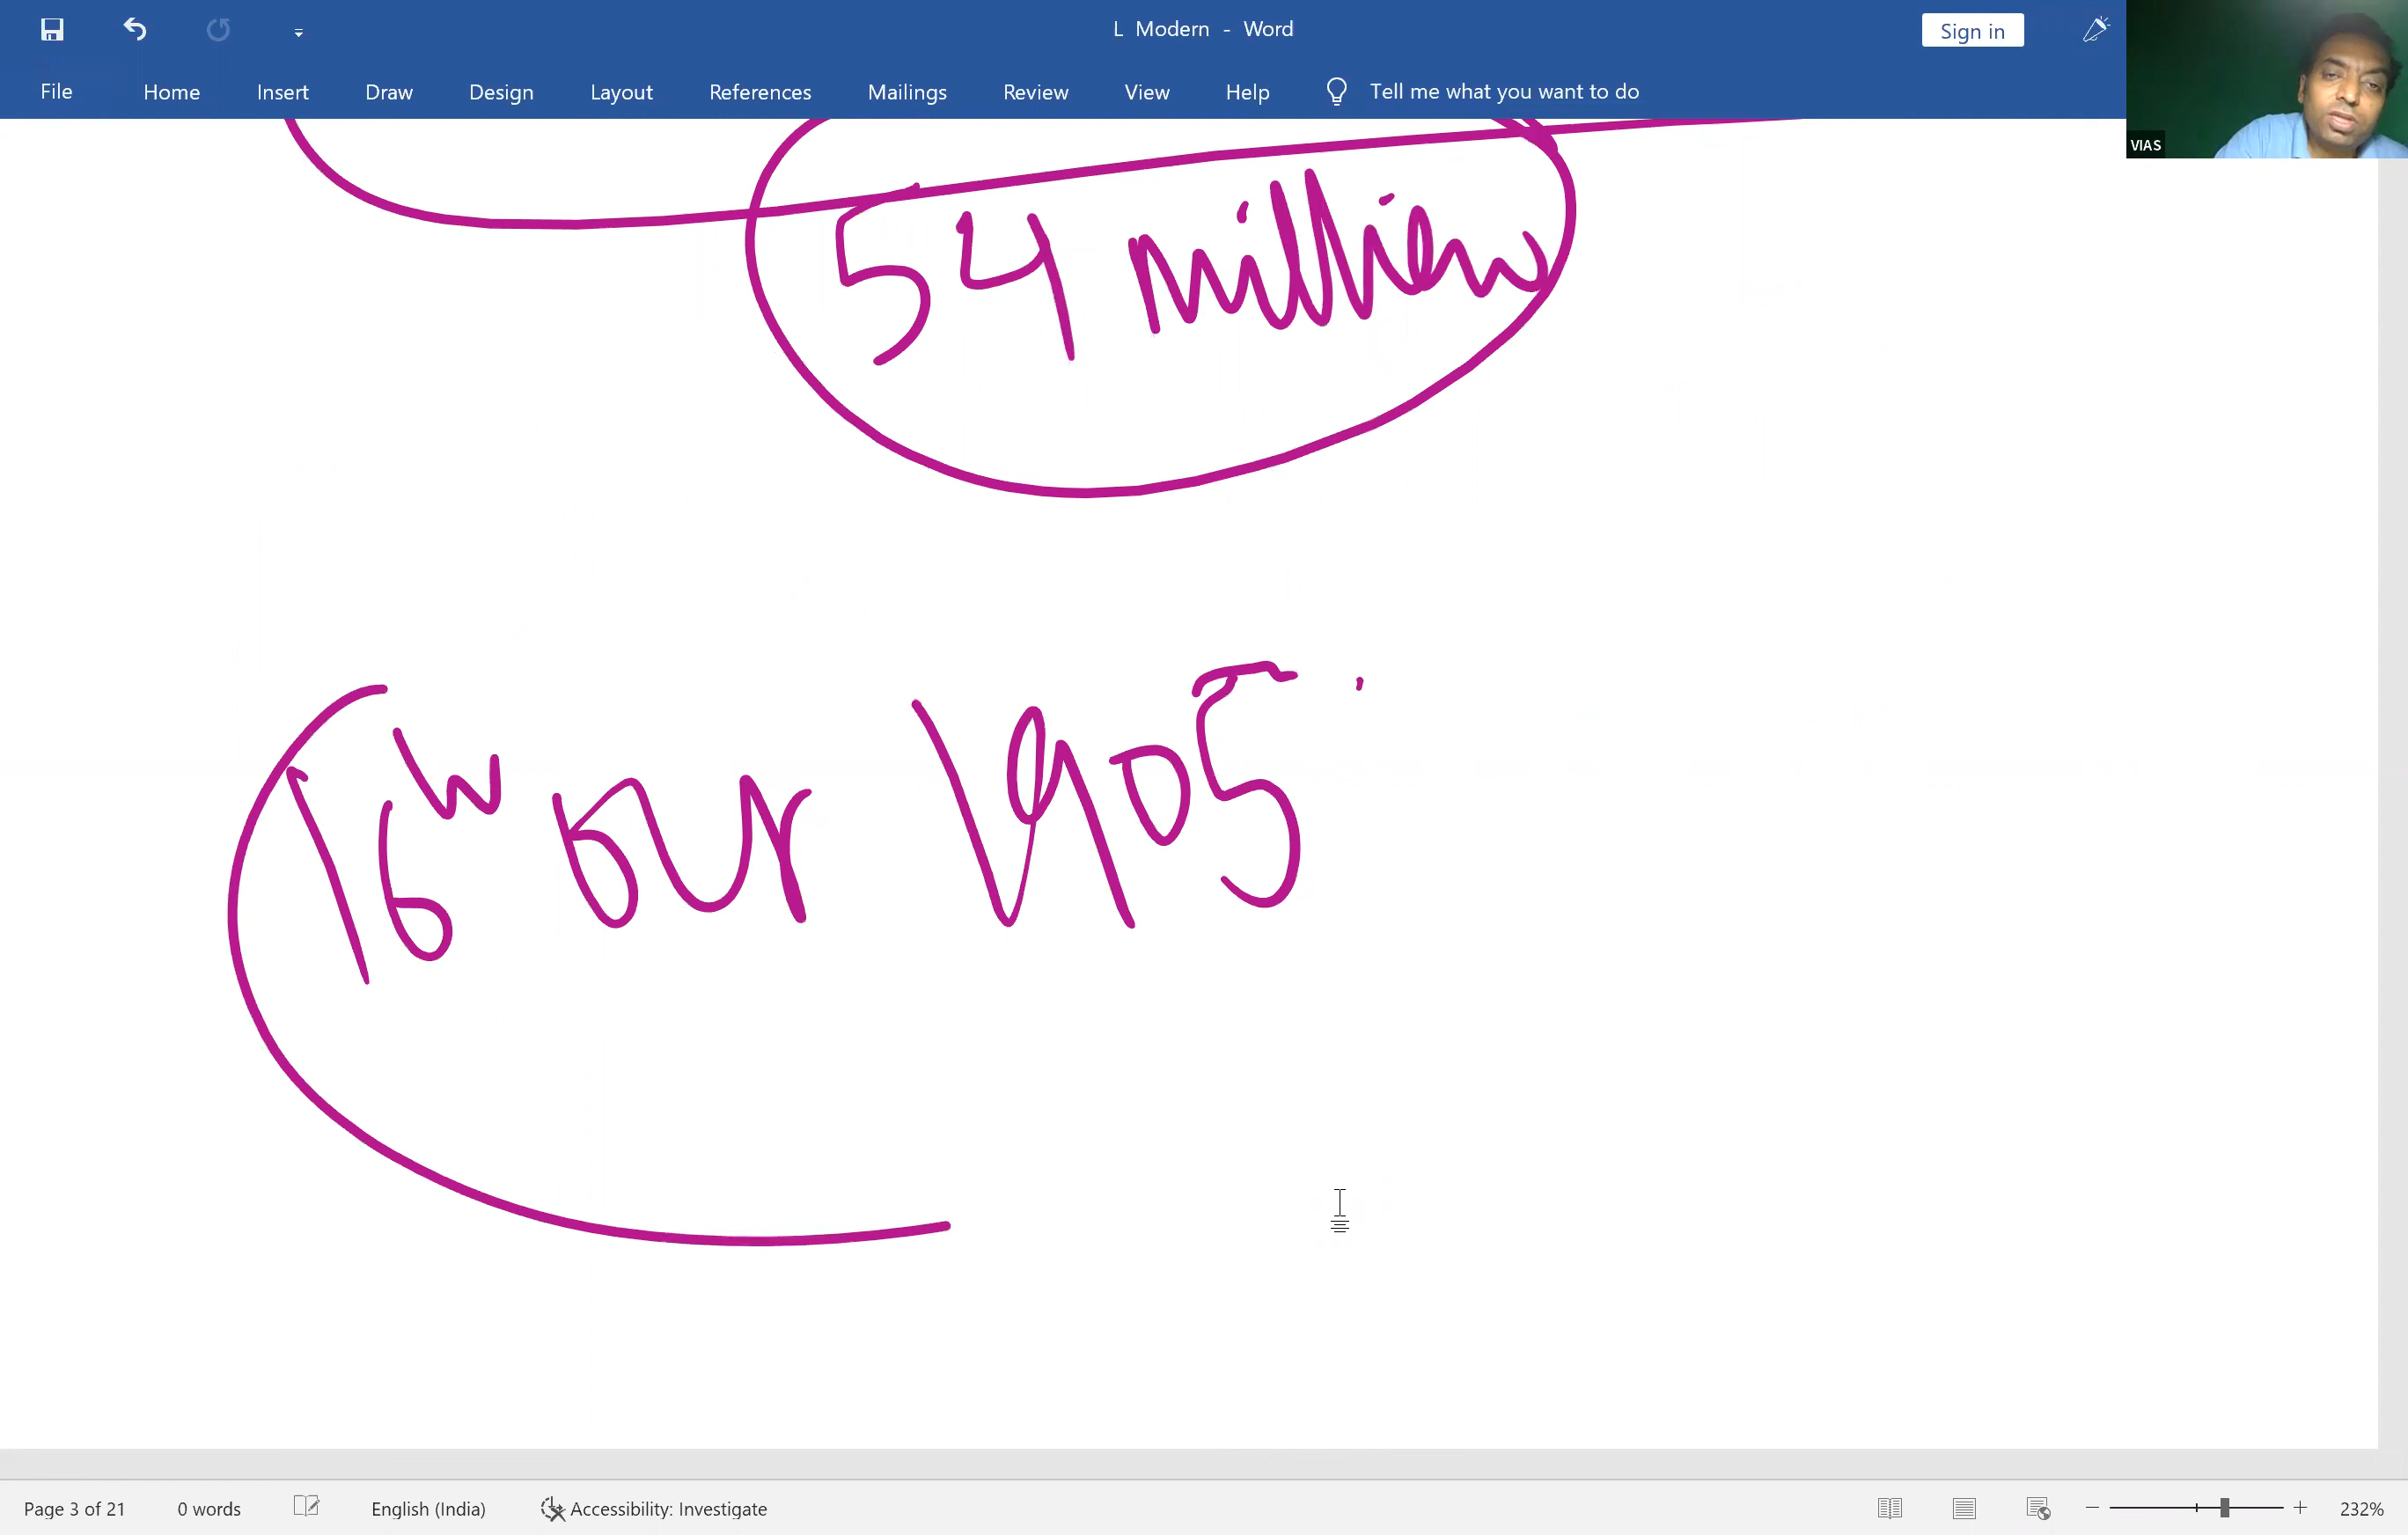 L Modern - Word
Sign in
File Home Insert Draw Design Layout References Mailings Review View Help Tell me what you want to do
VIAS
54 million
16th our 1905
Page 3 of 21 0 words English (India) Accessibility: Investigate 232%